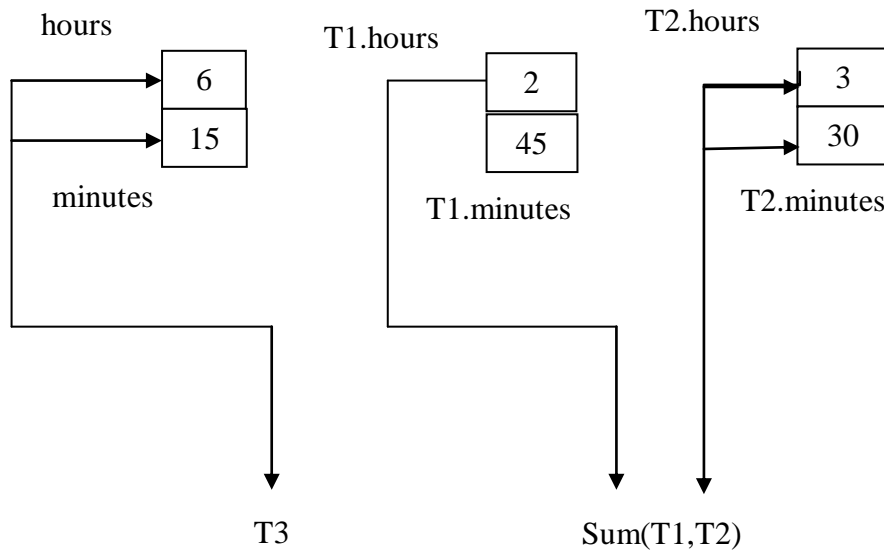 hours
6
15
minutes
T1.hours
2
45
T1.minutes
T2.hours
3
30
T2.minutes
T3
Sum(T1,T2)